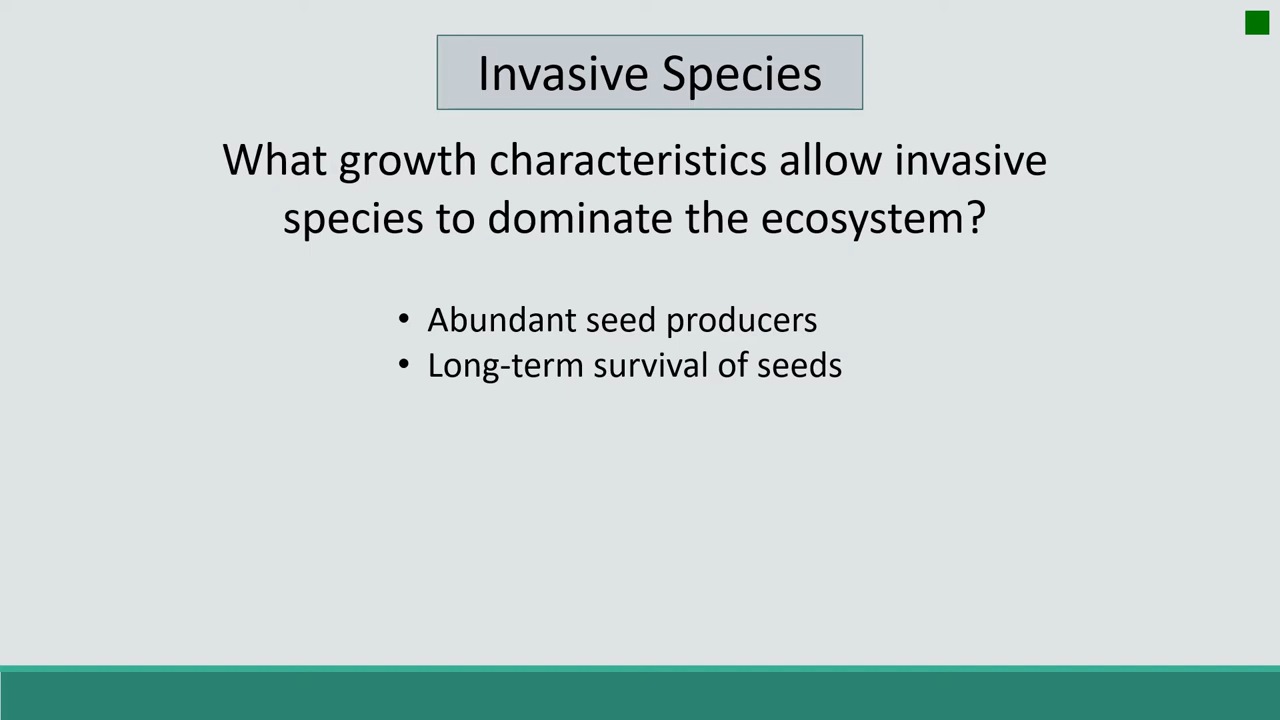 Invasive Species
What growth characteristics allow invasive
species to dominate the ecosystem?
• Abundant seed producers
• Long-term survival of seeds